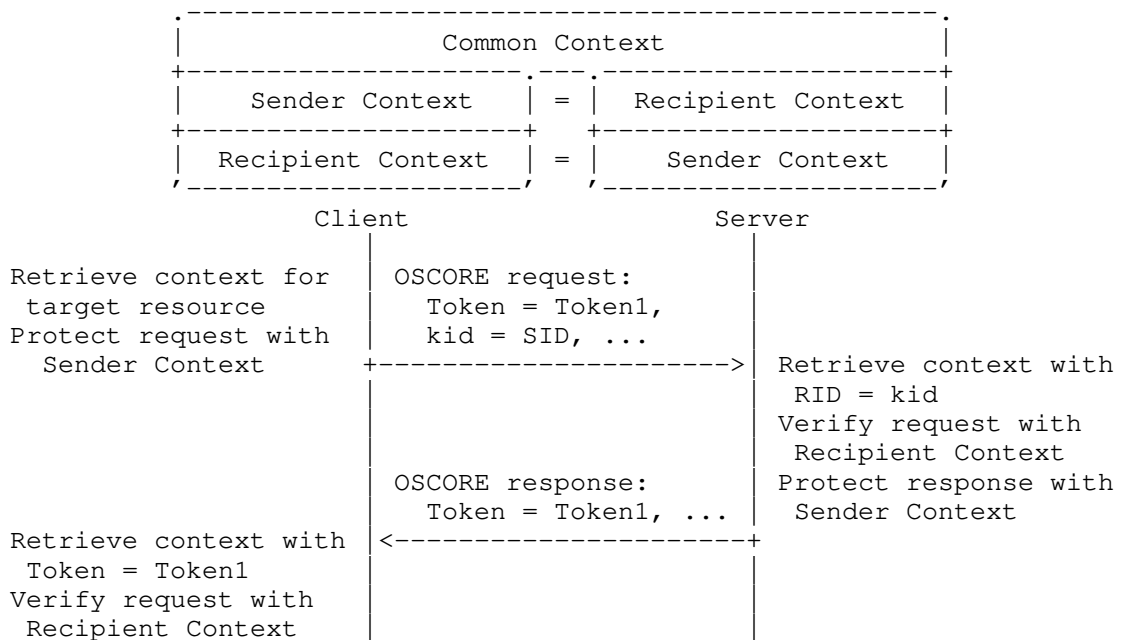 Common Context
Sender Context | = | Recipient Context
Recipient Context | = | Sender Context
Client Server
Retrieve context for OSCORE request:
target resource Token = Token1,
Protect request with kid = SID, ...
Sender Context Retrieve context with
RID = kid
Verify request with
Recipient Context
OSCORE response: Protect response with
Token = Token1, ... Sender Context
Retrieve context with
Token = Token1
Verify request with
Recipient Context